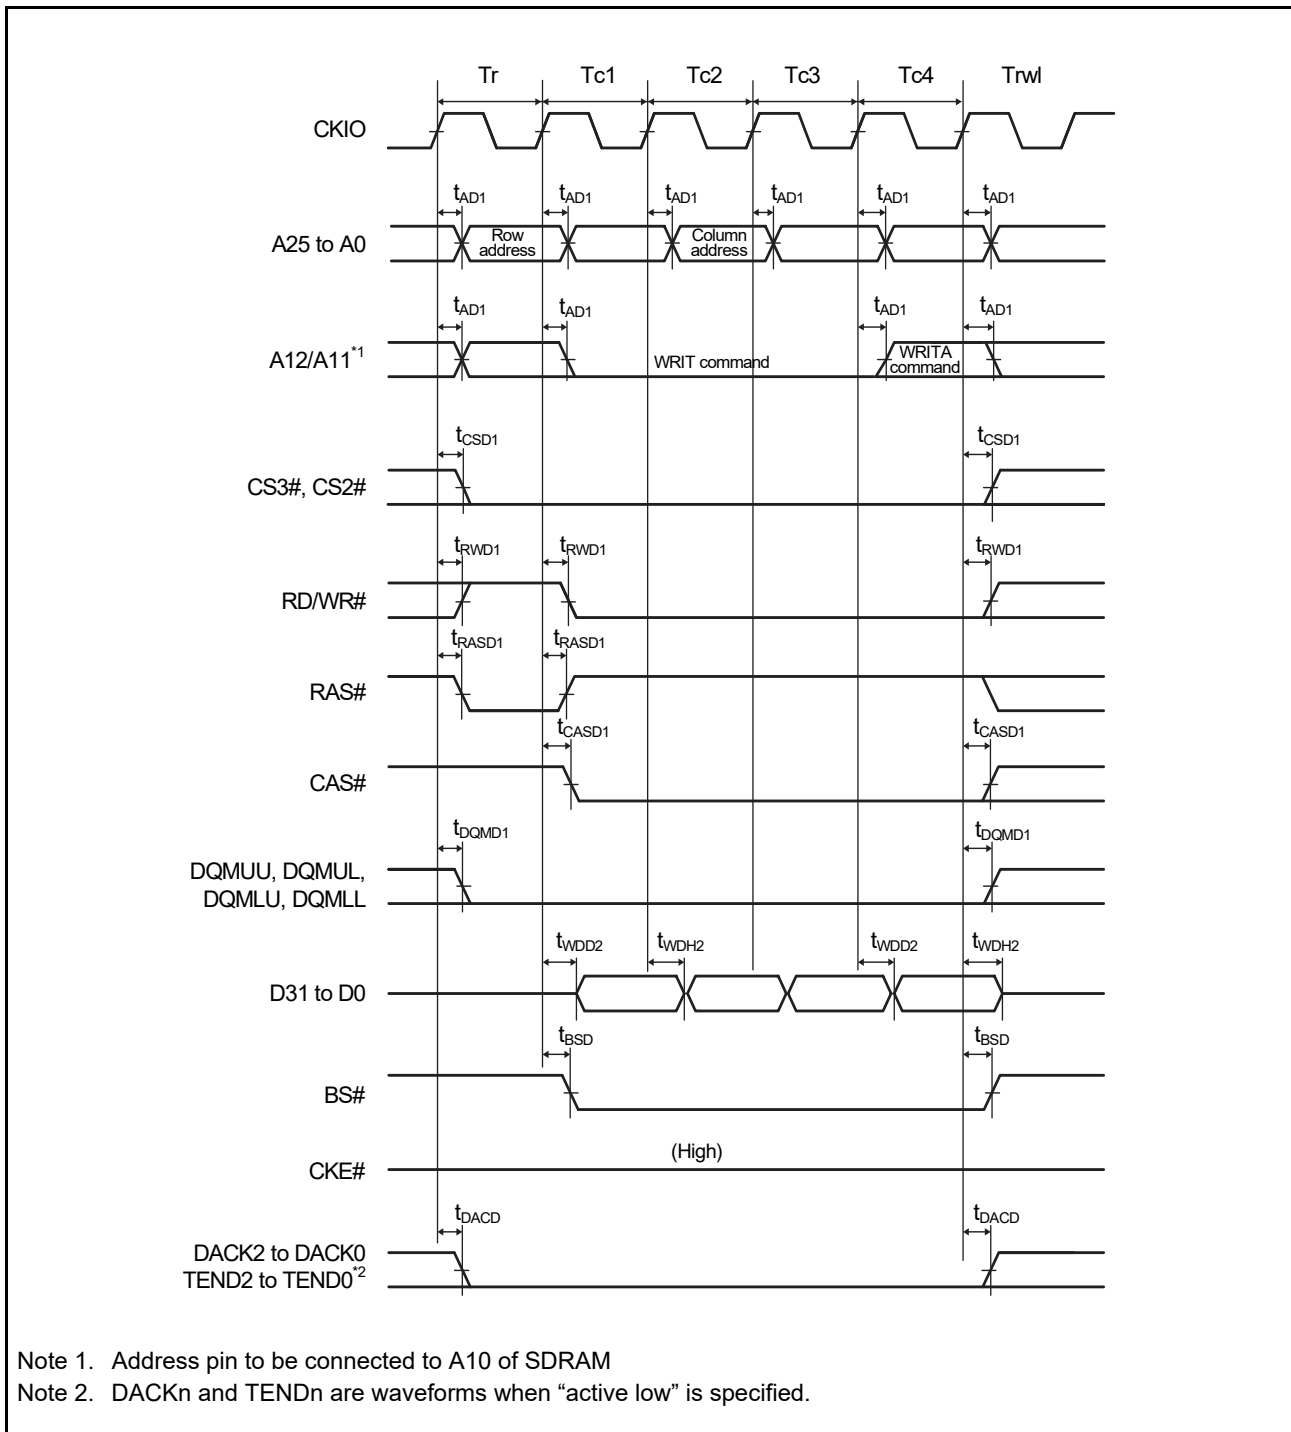 Tr Tc1 Tc2 Tc3 Tc4 Trwl
CKIO
tAD1 tAD1 tAD1 tAD1 tAD1 tAD1
A25 to A0
Row
address
Column
address
tAD1 tAD1 tAD1 tAD1
A12/A11*1
WRIT command
WRITA
command
tCSD1 tCSD1
CS3#, CS2#
tRWD1 tRWD1 tRWD1
RD/WR#
tRASD1 tRASD1
RAS#
tCASD1 tCASD1
CAS#
tDQMD1 tDQMD1
DQMUU, DQMUL,
DQMLU, DQMLL
tWDD2 tWDH2 tWDD2 tWDH2
D31 to D0
tBSD tBSD
BS#
(High)
CKE#
tDACD tDACD
DACK2 to DACK0
TEND2 to TEND0*2
Note 1. Address pin to be connected to A10 of SDRAM
Note 2. DACKn and TENDn are waveforms when “active low” is specified.